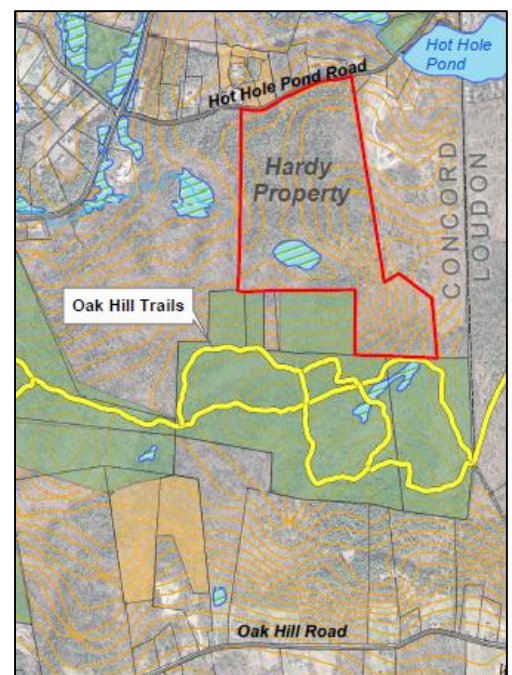 Hot Hole
Pond
Hot Hole Pond Road
Hardy
Property
CONCORD
LOUDON
Oak Hill Trails
Oak Hill Road